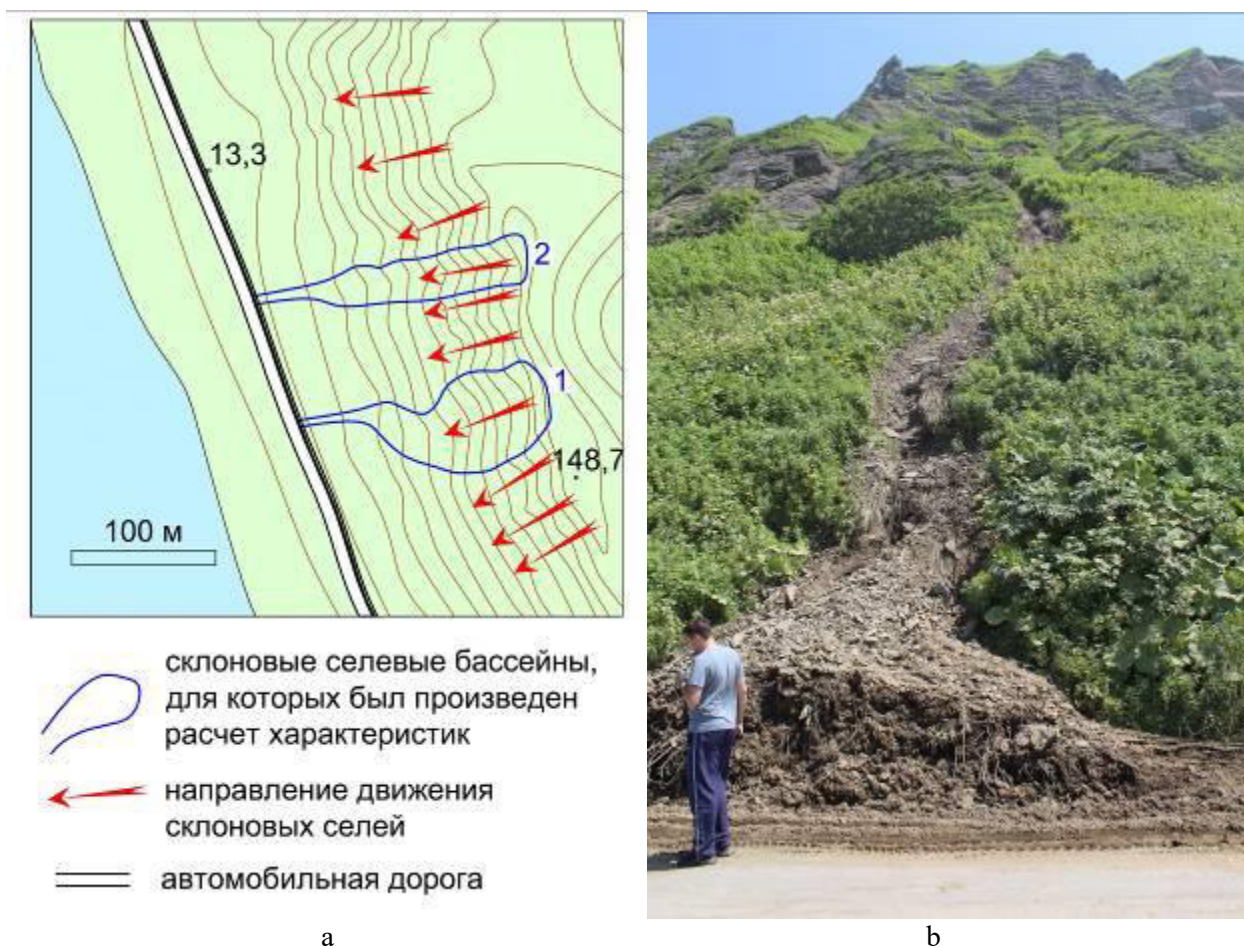 13,3
2
1
148,7
100 м
склоновые селевые бассейны,
для которых был произведен
расчет характеристик
направление движения
склоновых селей
автомобильная дорога
a
b